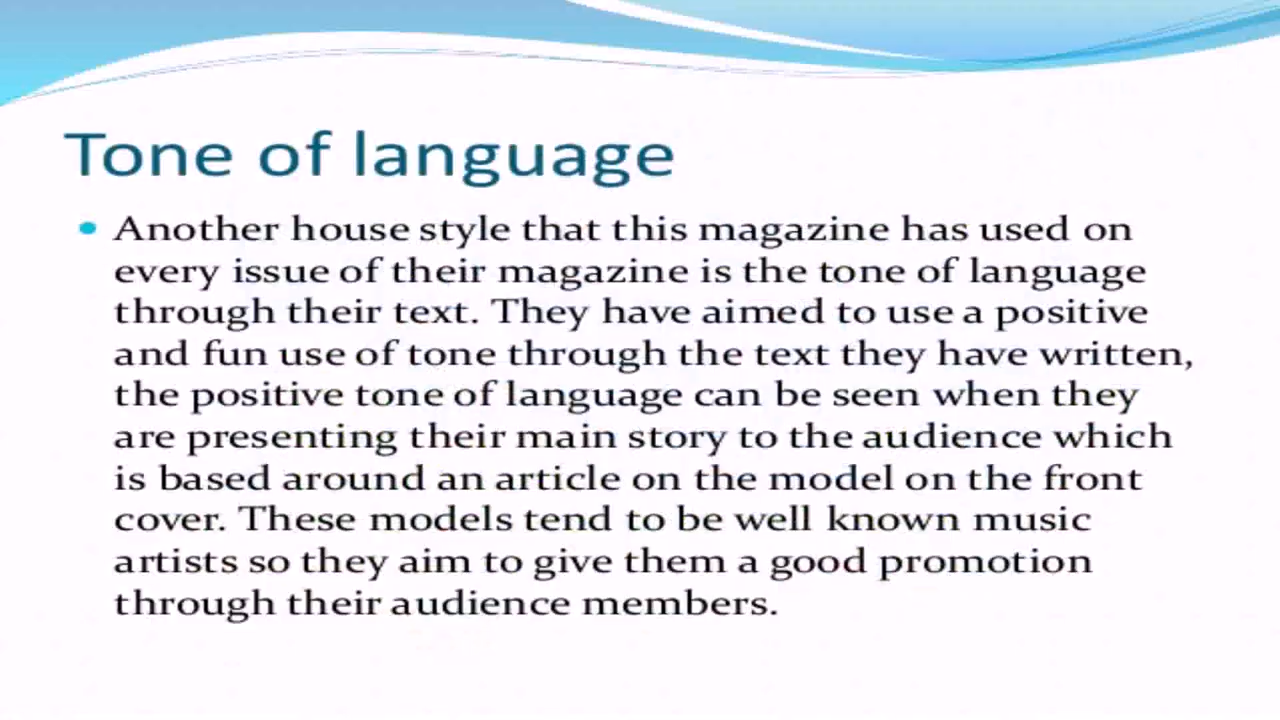 Tone of language
• Another house style that this magazine has used on
every issue of their magazine is the tone of language
through their text. They have aimed to use a positive
and fun use of tone through the text they have written,
the positive tone of language can be seen when they
are presenting their main story to the audience which
is based around an article on the model on the front
cover. These models tend to be well known music
artists so they aim to give them a good promotion
through their audience members.